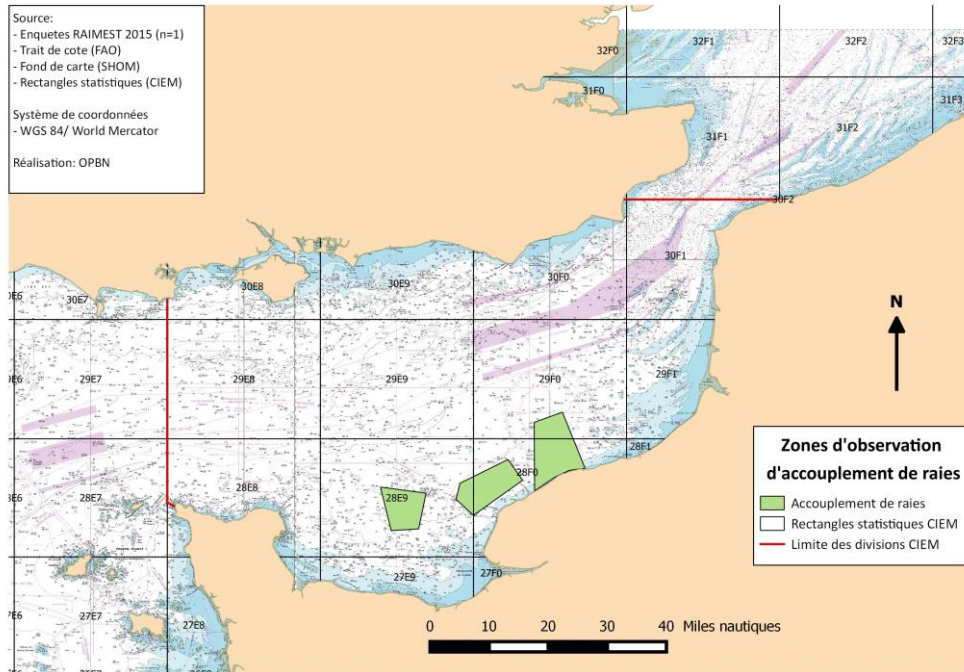 Source:
- Enquetes RAIMEST 2015 (n=1)
- Trait de cote (FAO)
- Fond de carte (SHOM)
- Rectangles statistiques (CIEM)
Système de coordonnées
- WGS 84/ World Mercator
Réalisation: OPBN
32F0 32F1 32F2 32F3
31F0 31F1 31F2 31F3
30F2
30E6 30E7 30E8 30E9 30F0 30F1
N
29E6 29E7 29E8 29E9 29F0 29F1
28E6 28E7 28E8 28E9 28F0 28F1
27E6 27E7 27E8 27E9 27F0
Zones d'observation
d'accouplement de raies
Accouplement de raies
Rectangles statistiques CIEM
Limite des divisions CIEM
0 10 20 30 40 Miles nautiques